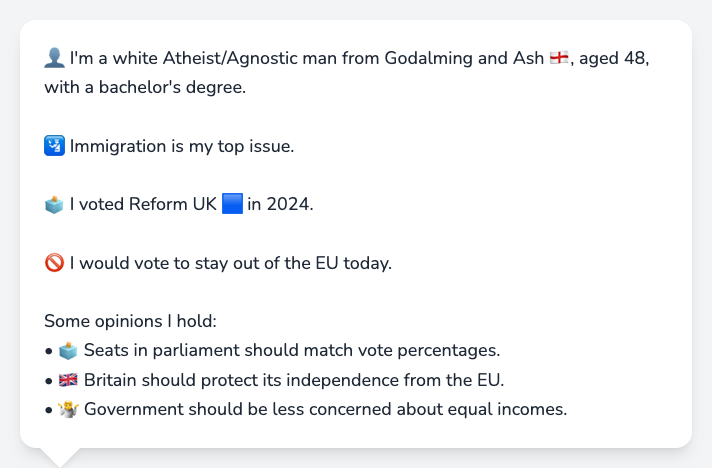 👤 I'm a white Atheist/Agnostic man from Godalming and Ash 🏴󠁧󠁢󠁥󠁮󠁧󠁿, aged 48,
with a bachelor's degree.
🛂 Immigration is my top issue.
🗳️ I voted Reform UK 🟦 in 2024.
🚫 I would vote to stay out of the EU today.
Some opinions I hold:
• 🗳️ Seats in parliament should match vote percentages.
• 🇬🇧 Britain should protect its independence from the EU.
• 🤷 Government should be less concerned about equal incomes.